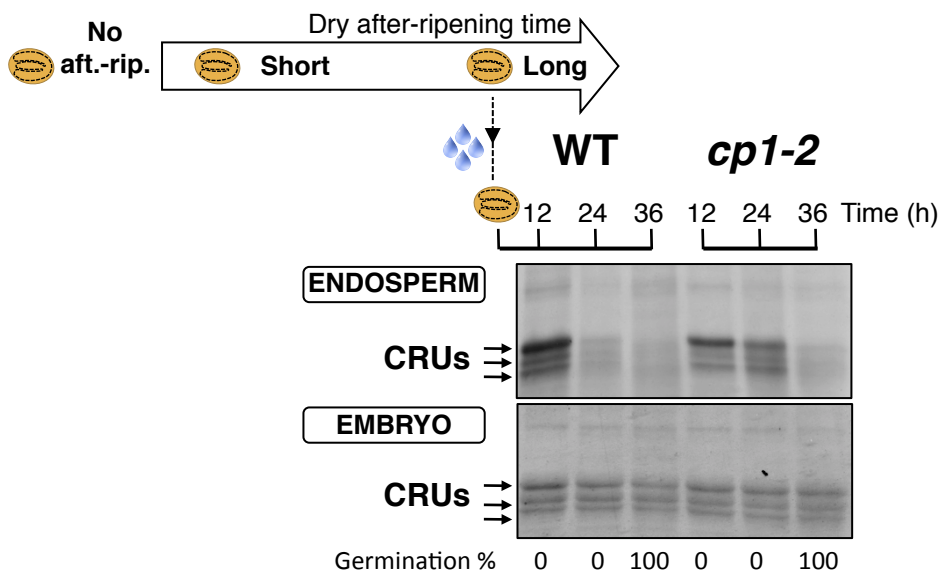 Dry after-ripening time
No
aft.-rip.
Short
Long
WT
cp1-2
12 24 36 12 24 36 Time (h)
ENDOSPERM
CRUs
EMBRYO
CRUs
Germination % 0 0 100 0 0 100